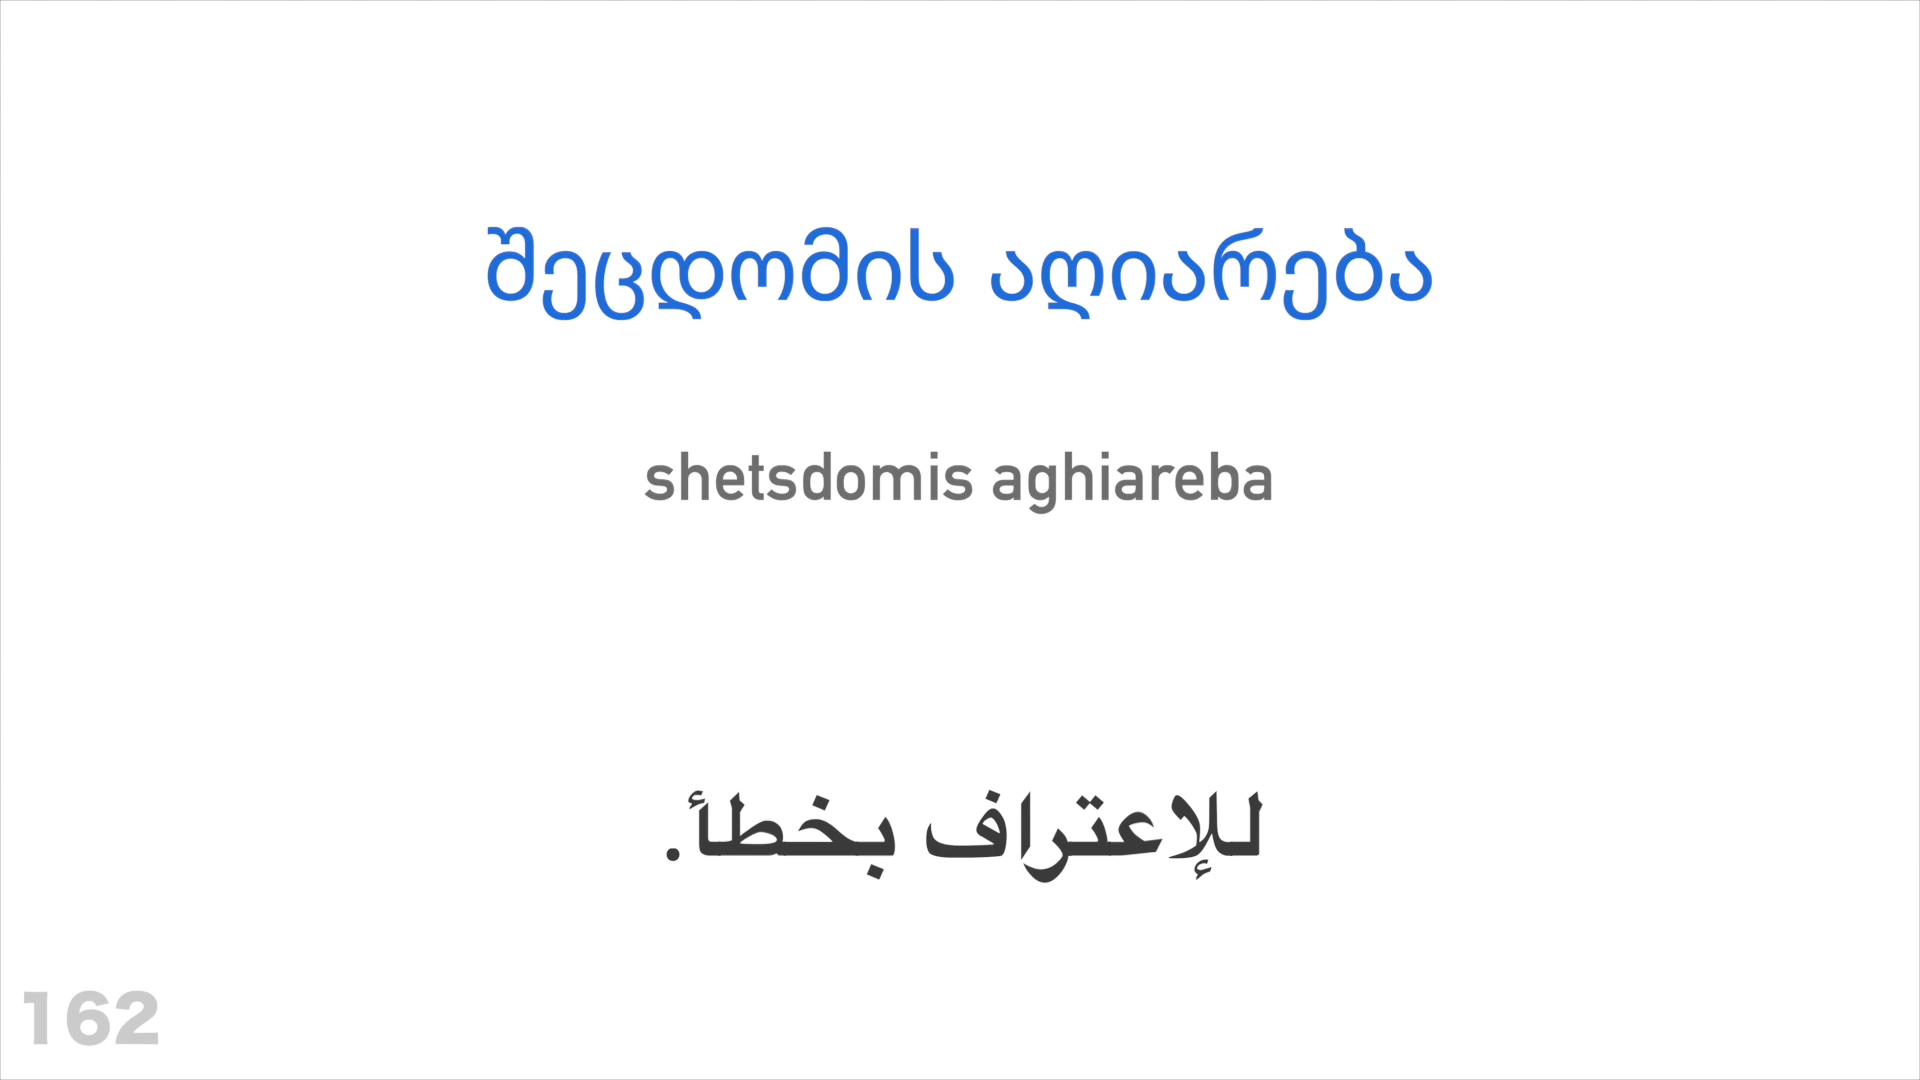 შეცდომის აღიარება
shetsdomis aghiareba
للإعتراف بخطأ.
162